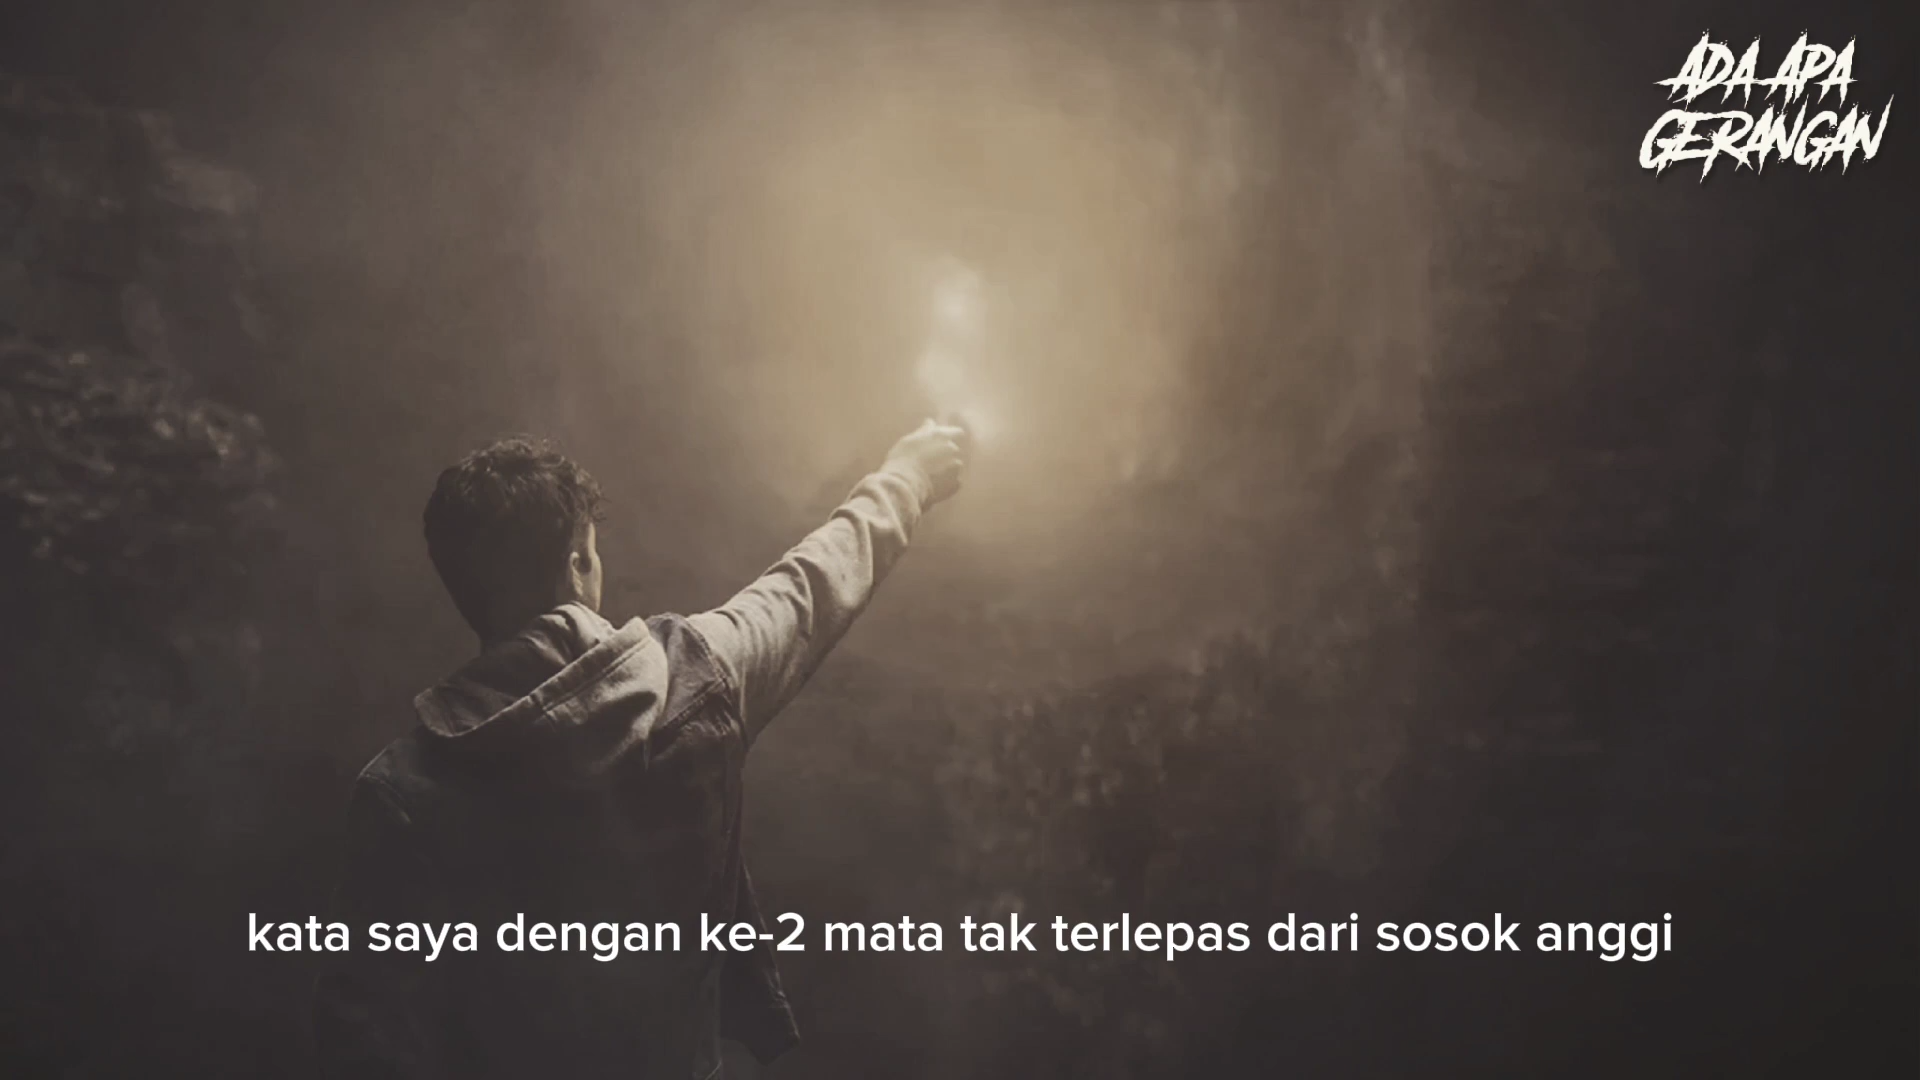 ADA APA
GERANGAN
kata saya dengan ke-2 mata tak terlepas dari sosok anggi